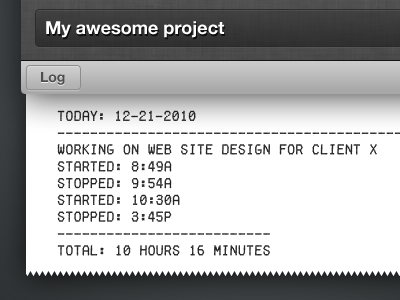 My awesome project
Log
TODAY: 12-21-2010
WORKING ON WEB SITE DESIGN FOR CLIENT X
STARTED: 8:49A
STOPPED: 9:54A
STARTED: 10:30A
STOPPED: 3:45P
TOTAL: 10 HOURS 16 MINUTES